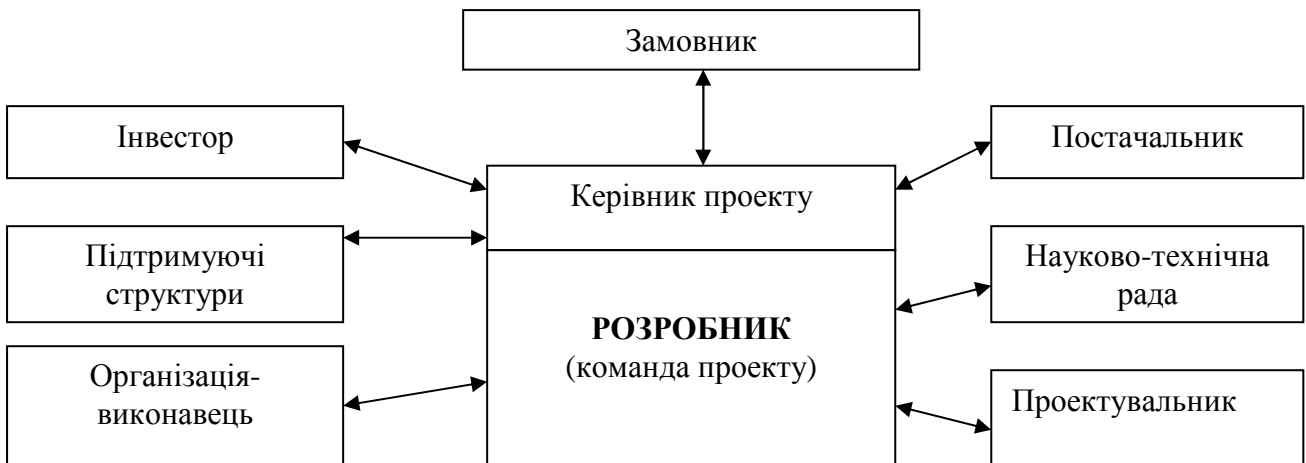 Замовник
Інвестор
Постачальник
Керівник проекту
Підтримуючі
структури
Науково-технічна
рада
РОЗРОБНИК
(команда проекту)
Організація-
виконавець
Проектувальник